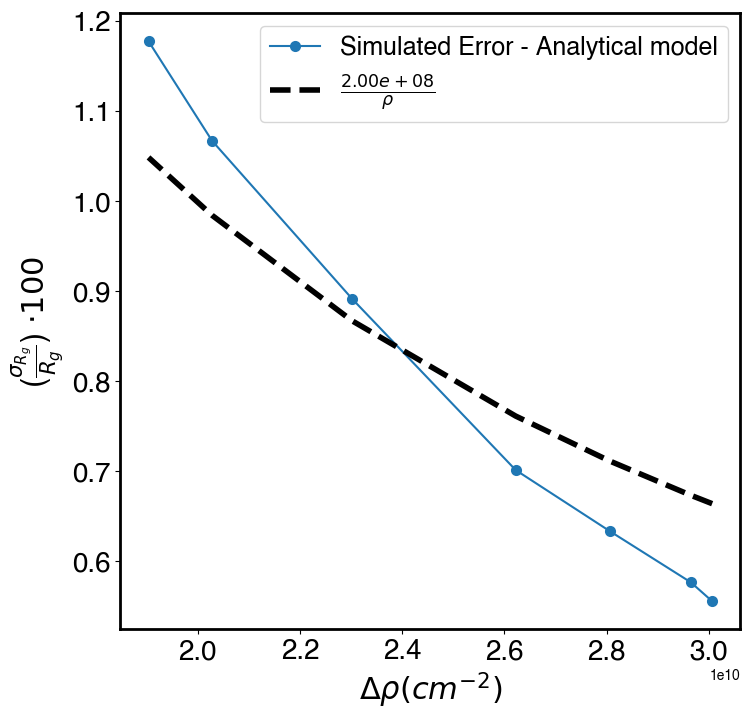 Simulated Error - Analytical model
2.00e + 08
ρ
1.2
1.1
1.0
0.9
0.8
0.7
0.6
(σ_{R_g}/R_g) ·100
2.0 2.2 2.4 2.6 2.8 3.0
1e10
Δρ(cm⁻²)